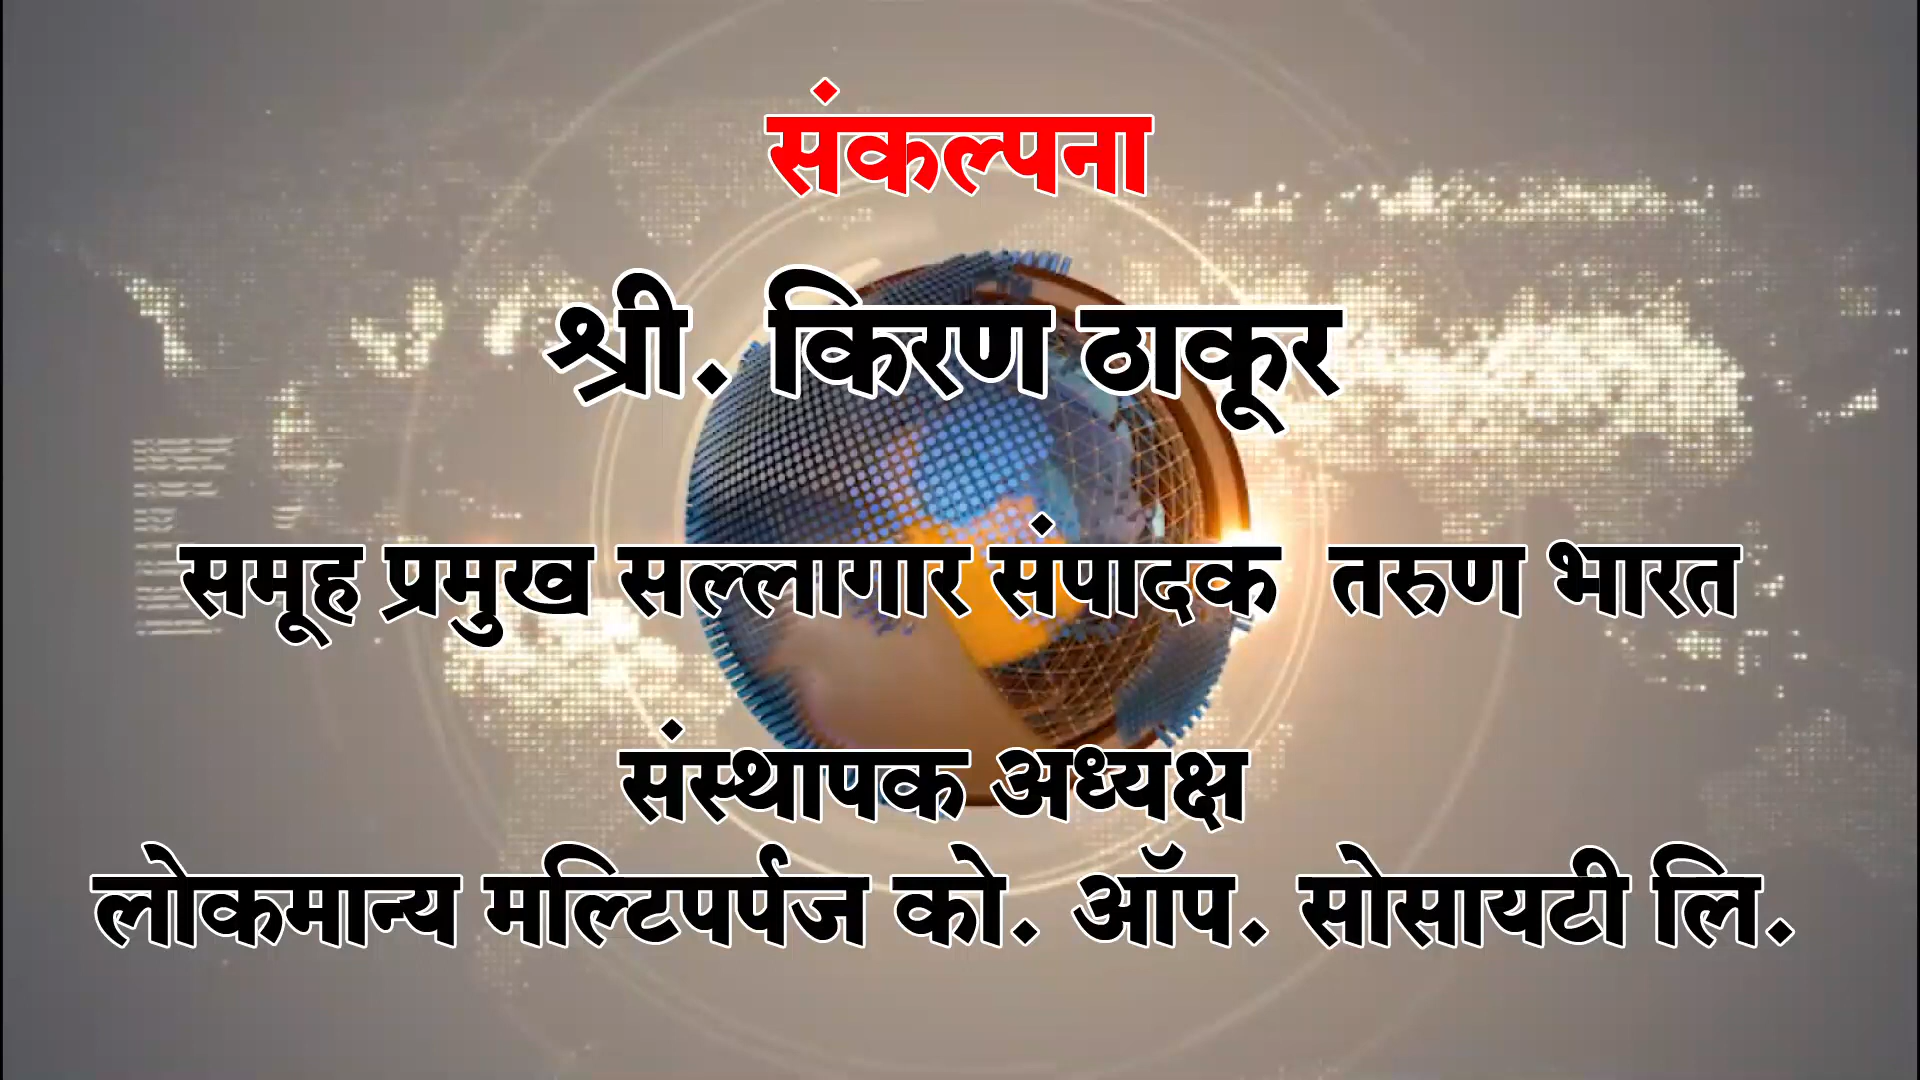 संकल्पना
श्री. किरण ठाकूर
समूह प्रमुख सल्लागार संपादक तरुण भारत
संस्थापक अध्यक्ष
लोकमान्य मल्टिपर्पज को. ऑप. सोसायटी लि.